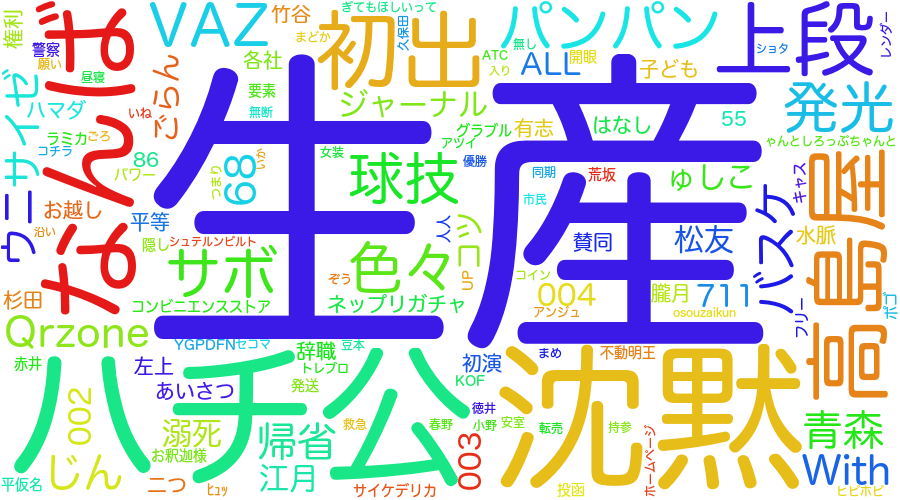 生産
なんば
ハチ公
沈黙
初出
上段
高島屋
VAZ
パンパン
発光
サボ
色々
球技
バスケ
サイゼ
ウニ
Qrzone
青森
With
帰省
江月
じん
溺死
002
003
004
711
68
ジャーナル
ALL
子ども
はなし
55
有志
グラブル
アツイ
ゅしこ
松友
賛同
朧月
水脈
コツ
人人
UP
ネップリガチャ
コンビニエンスストア
シュテルンビルト
隠し
平等
お越し
ごらん
各社
要素
無断
竹谷
まどか
ぎてもほしいって
久保田
ATC
無し
入り
開眼
ショタ
レンダー
ゃんとしろっぷちゃんと
キャス
フリー
ポゴ
権利
警察
願い
昼寝
ハマダ
いね
ラミカ
ごろ
コチラ
86
パワー
沿い
つまり
いか
女装
優勝
同期
荒坂
市民
コイン
アンジュ
osouzaikun
ぞう
杉田
YGPDFN
セコマ
豆本
赤井
左上
あいさつ
辞職
トレブロ
発送
初演
KOF
まめ
不動明王
お釈迦様
救急
春野
徳井
小野
安室
転売
持参
ホームページ
平仮名
二つ
ヒュッ
サイケデリカ
投函
ヒビホビ